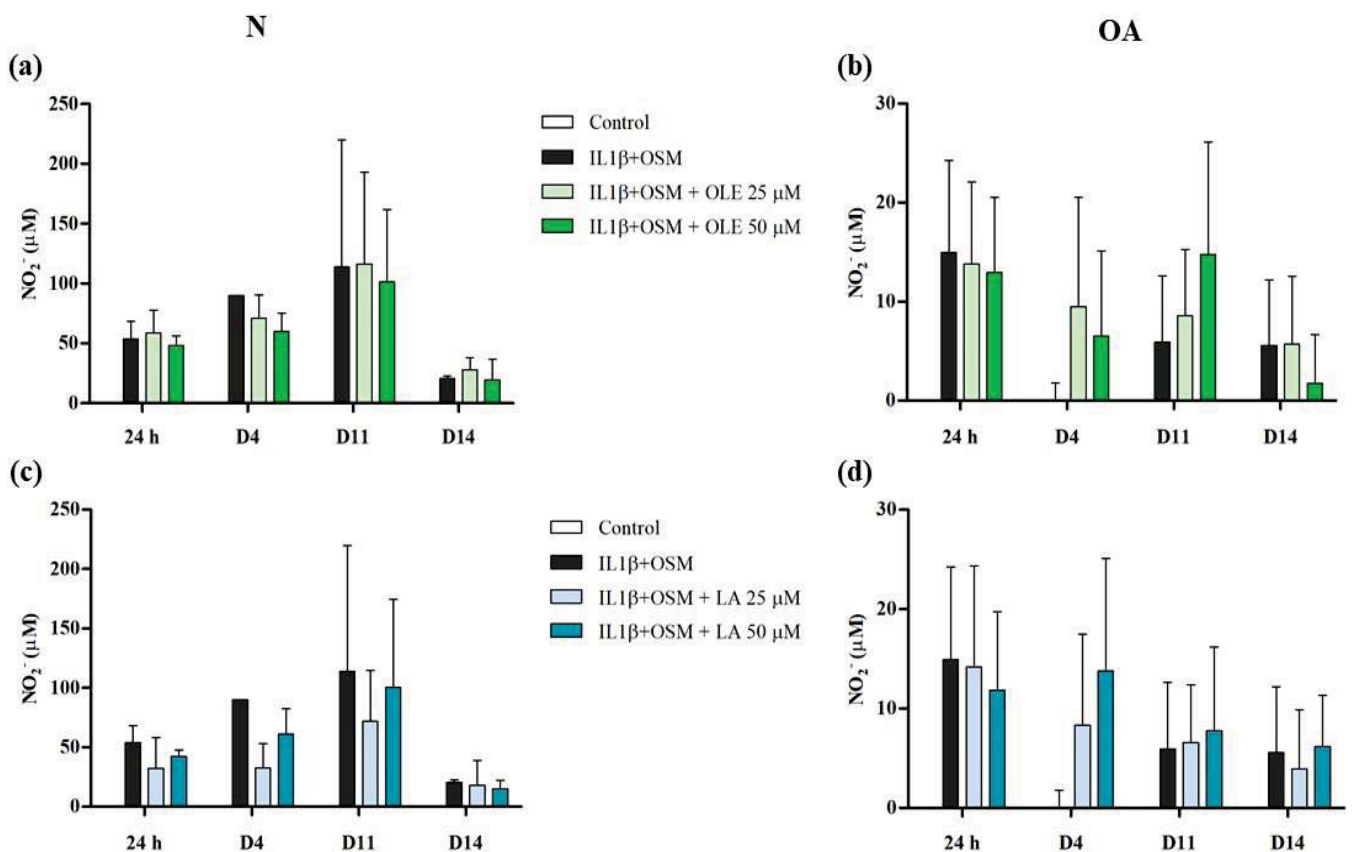 N
OA
(a)
(b)
250
200
150
100
50
0
NO₂⁻ (μM)
24 h D4 D11 D14
Control
IL1β+OSM
IL1β+OSM + OLE 25 μM
IL1β+OSM + OLE 50 μM
30
20
10
0
NO₂⁻ (μM)
24 h D4 D11 D14
(c)
(d)
250
200
150
100
50
0
NO₂⁻ (μM)
24 h D4 D11 D14
Control
IL1β+OSM
IL1β+OSM + LA 25 μM
IL1β+OSM + LA 50 μM
30
20
10
0
NO₂⁻ (μM)
24 h D4 D11 D14